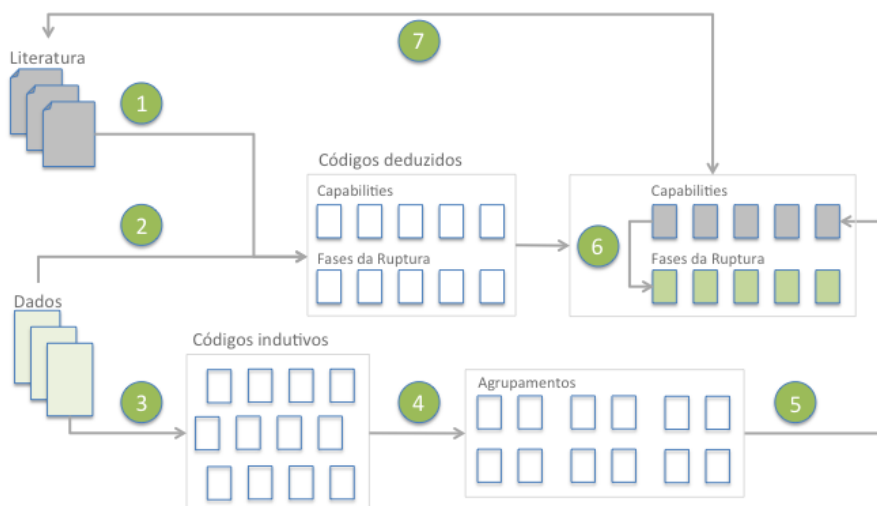 7
Literatura
1
Códigos deduzidos
Capabilities
Capabilities
2
6
Fases da Ruptura
Fases da Ruptura
Dados
Códigos indutivos
Agrupamentos
3
4
5